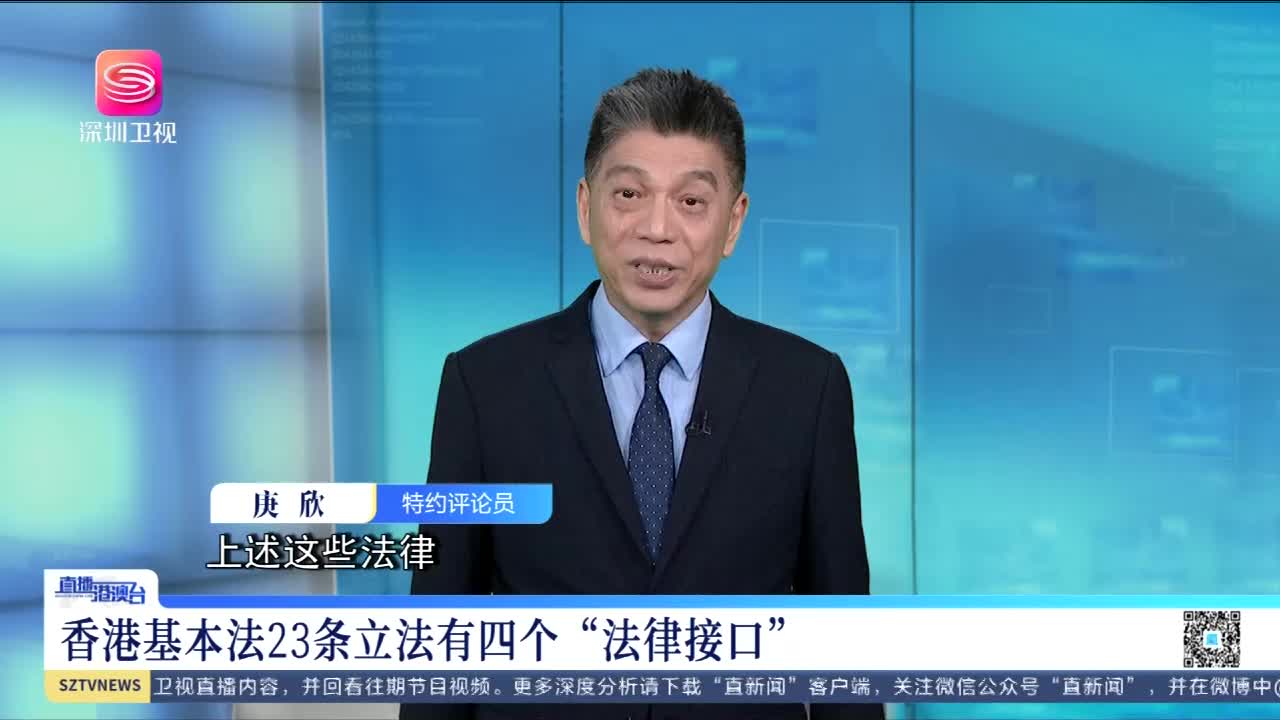 深圳卫视
庚欣
特约评论员
上述这些法律
直播港澳台
香港基本法23条立法有四个“法律接口”
SZTVNEWS
卫视直播内容，并回看往期节目视频。更多深度分析请下载“直新闻”客户端，关注微信公众号“直新闻”，并在微博中@